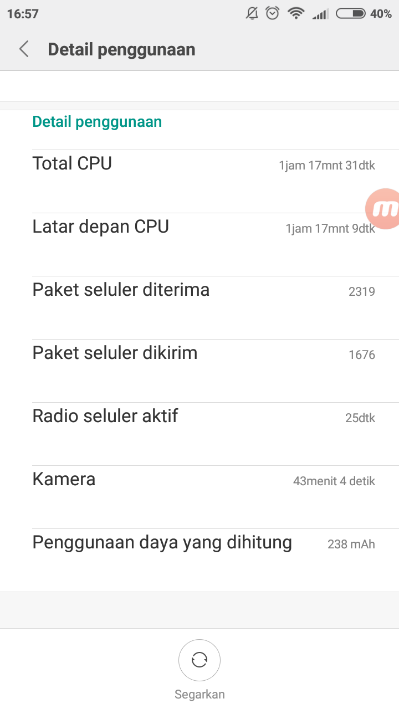 16:57 40%
Detail penggunaan
Detail penggunaan
Total CPU 1jam 17mnt 31dtk
Latar depan CPU 1jam 17mnt 9dtk
Paket seluler diterima 2319
Paket seluler dikirim 1676
Radio seluler aktif 25dtk
Kamera 43menit 4 detik
Penggunaan daya yang dihitung 238 mAh
Segarkan